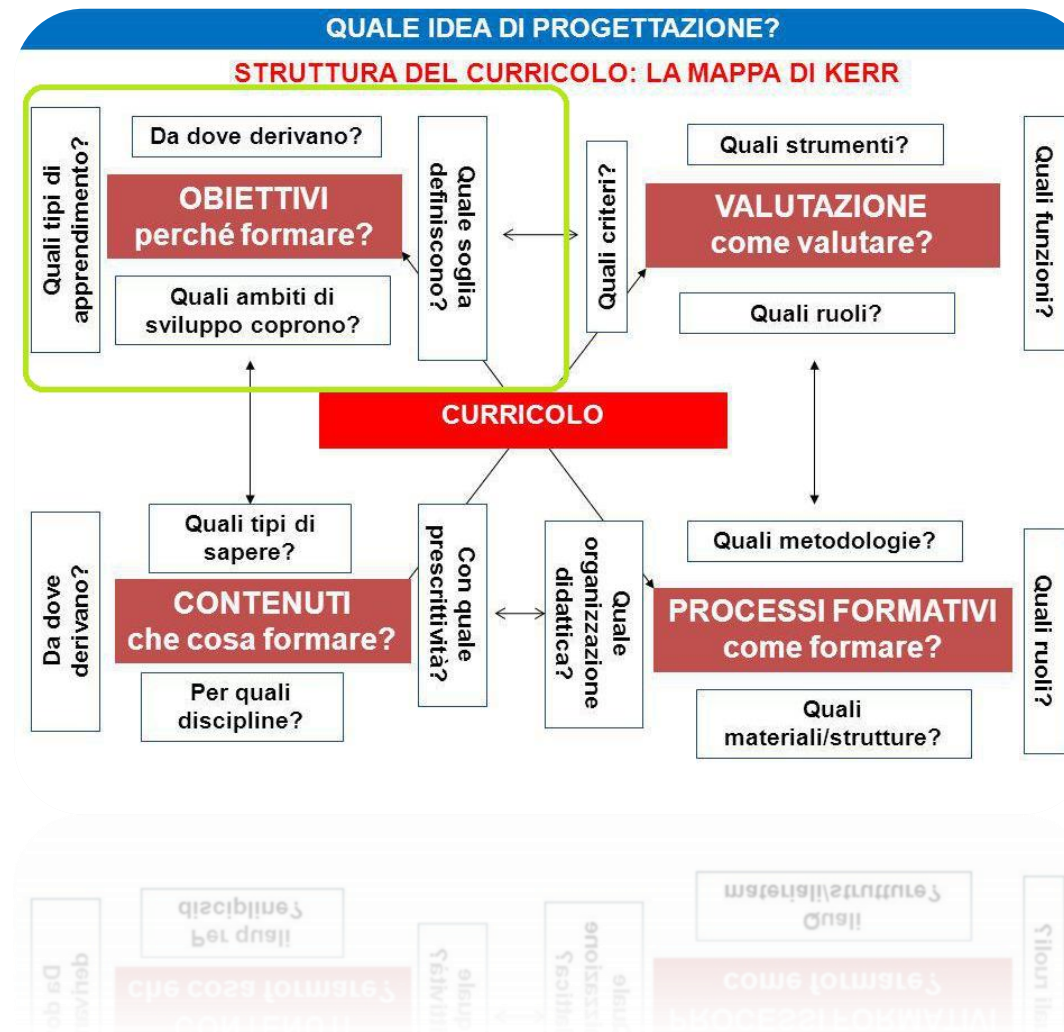 QUALE IDEA DI PROGETTAZIONE?
STRUTTURA DEL CURRICOLO: LA MAPPA DI KERR
Quali tipi di
apprendimento?
Da dove derivano?
OBIETTIVI
perché formare?
Quali ambiti di
sviluppo coprono?
Quale soglia
definiscono?
Quali criteri?
Quali strumenti?
VALUTAZIONE
come valutare?
Quali ruoli?
Quali funzioni?
CURRICOLO
Da dove
derivano?
Quali tipi di
sapere?
CONTENUTI
che cosa formare?
Per quali
discipline?
Con quale
prescrittività?
Quale
organizzazione
didattica?
Quali metodologie?
PROCESSI FORMATIVI
come formare?
Quali
materiali/strutture?
Quali ruoli?